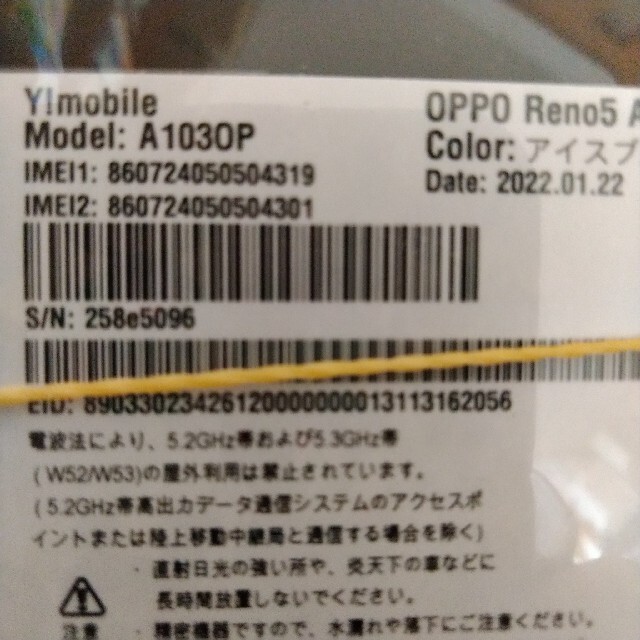 Y!mobile
Model: A103OP
IMEI1: 860724050504319
IMEI2: 860724050504301
OPPO Reno5 A
Color: アイスブ
Date: 2022.01.22
S/N: 258e5096
EID: 89033023426120000000013113162056
電波法により、5.2GHz帯および5.3GHz帯
(W52/W53)の屋外利用は禁止されています。
(5.2GHz帯高出力データ通信システムのアクセスポ
イントまたは陸上移動中継局と通信する場合を除く)
・直射日光の強い所や、炎天下の車などに
長時間放置しないでください。
注意
・精密機器ですので、水濡れや落下にご注意ください。